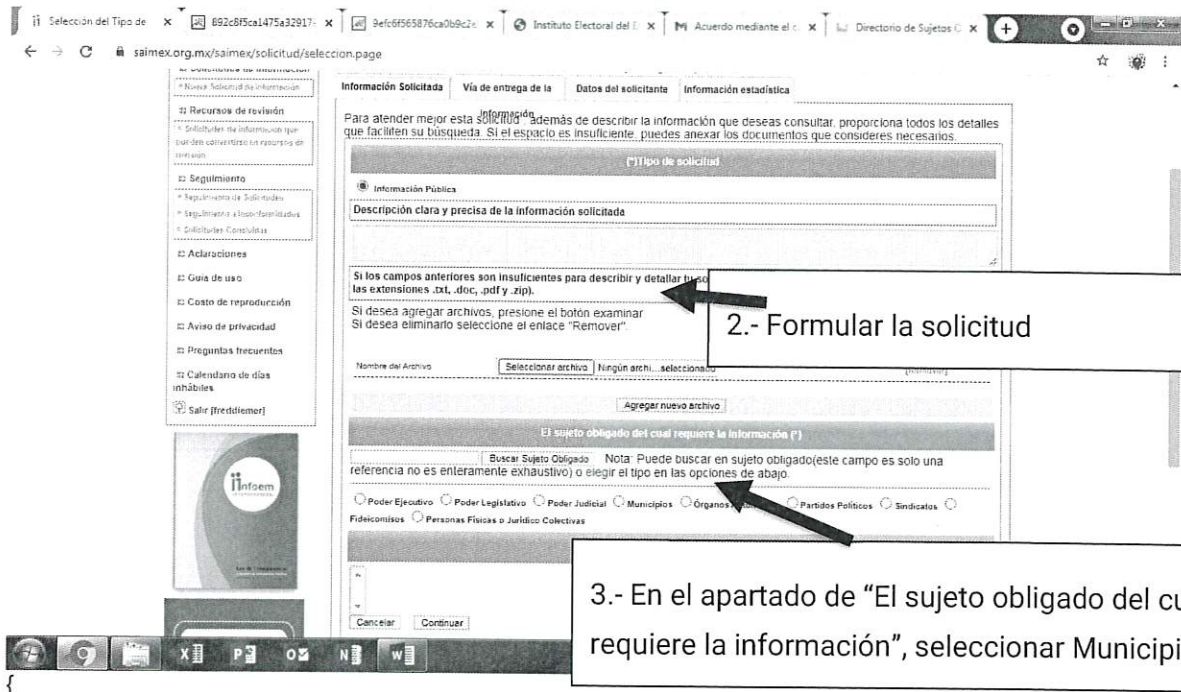 Selección del Tipo de
892c8f5ca1475a32917-
9efc6f565876ca0b9c2
Instituto Electoral del E
Acuerdo mediante el c
Directorio de Sujetos O
saimex.org.mx/saimex/solicitud/seleccion.page
Solicitudes de información
Nueva Solicitud de información
Recursos de revisión
Solicitudes de información que
pueden convertirse en recursos de
revisión
Seguimiento
Seguimiento de Solicitudes
Seguimiento a Inconformidades
Solicitudes Concluidas
Aclaraciones
Guia de uso
Costo de reproducción
Aviso de privacidad
Preguntas frecuentes
Calendario de días
inhábiles
Salir [freddiemer]
infoem
Información Solicitada
Vía de entrega de la
Información
Datos del solicitante
Información estadística
Para atender mejor esta solicitud, además de describir la información que deseas consultar, proporciona todos los detalles
que faciliten su búsqueda. Si el espacio es insuficiente, puedes anexar los documentos que consideres necesarios.
(*)Tipo de solicitud
Información Pública
Descripción clara y precisa de la información solicitada
Si los campos anteriores son insuficientes para describir y detallar tu so
las extensiones .txt, .doc, .pdf y .zip).
Si desea agregar archivos, presione el botón examinar
Si desea eliminarlo seleccione el enlace "Remover".
Nombre del Archivo
Seleccionar archivo
Ningún archi...seleccionado
Agregar nuevo archivo
El sujeto obligado del cual requiere la información (*)
Buscar Sujeto Obligado
Nota: Puede buscar en sujeto obligado(este campo es solo una
referencia no es enteramente exhaustivo) o elegir el tipo en las opciones de abajo.
Poder Ejecutivo Poder Legislativo Poder Judicial Municipios Órganos Partidos Políticos Sindicatos
Fideicomisos Personas Físicas o Jurídico Colectivas
Cancelar
Continuar
2.- Formular la solicitud
3.- En el apartado de “El sujeto obligado del cu
requiere la información”, seleccionar Municipi
{